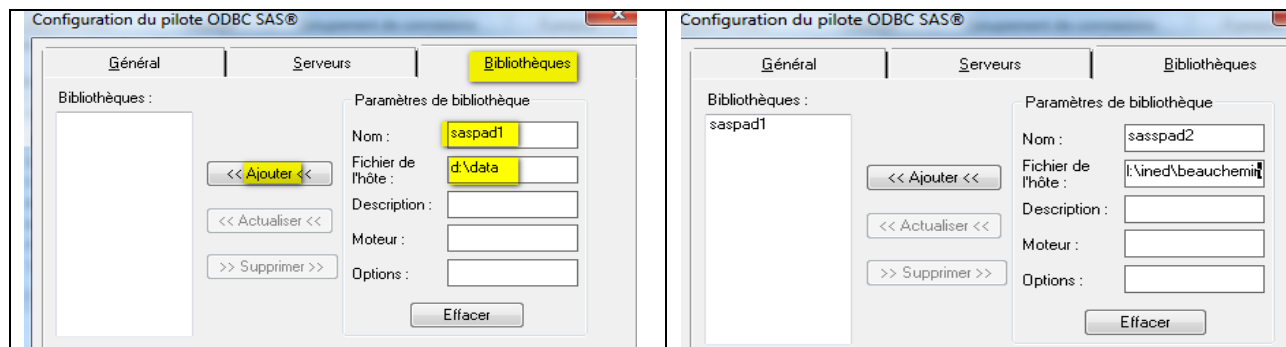 Configuration du pilote ODBC SAS®
Général
Serveurs
Bibliothèques
Bibliothèques :
Paramètres de bibliothèque
Nom :
saspad1
Fichier de
l'hôte :
d:\data
<< Ajouter <<
Description :
<< Actualiser <<
Moteur :
>> Supprimer >>
Options :
Effacer
Configuration du pilote ODBC SAS®
Général
Serveurs
Bibliothèques
Bibliothèques :
Paramètres de bibliothèque
saspad1
Nom :
sasspad2
Fichier de
l'hôte :
l:\ined\beauchemin
<< Ajouter <<
Description :
<< Actualiser <<
Moteur :
>> Supprimer >>
Options :
Effacer